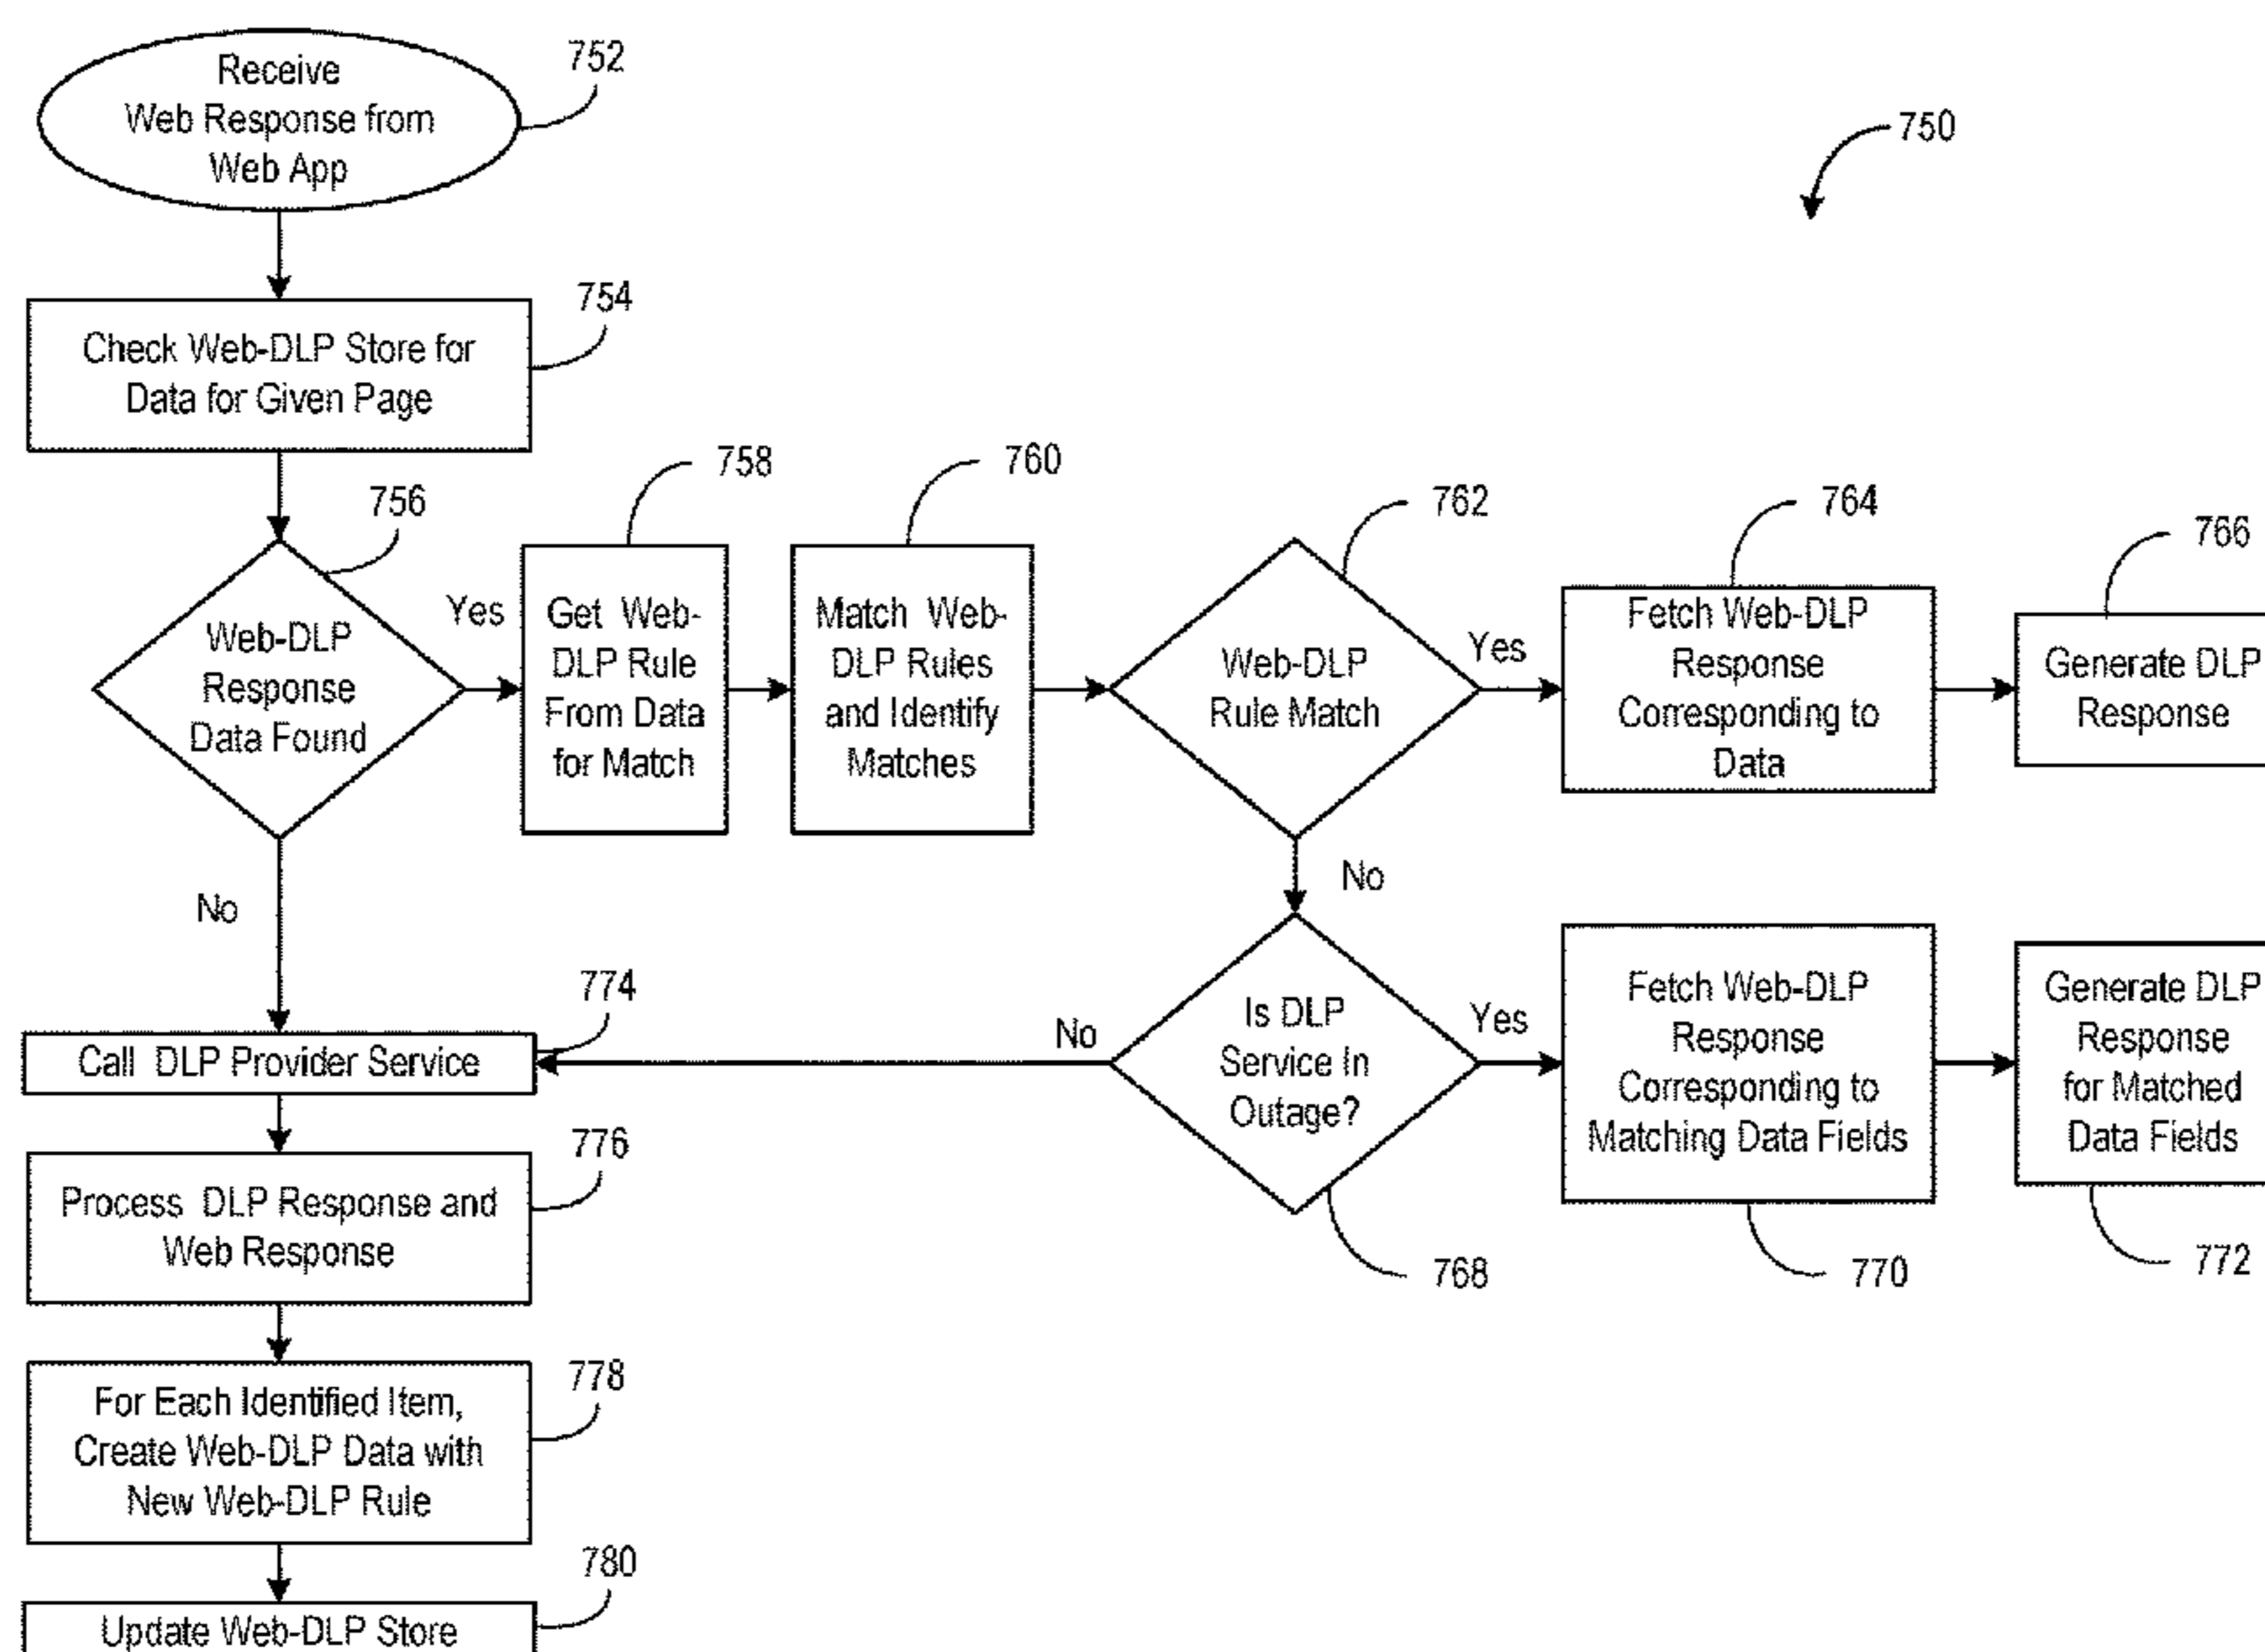 Receive
Web Response from
Web App
752
750
Check Web-DLP Store for
Data for Given Page
754
756
Web-DLP
Response
Data Found
Yes
No
758
Get Web-
DLP Rule
From Data
for Match
760
Match Web-
DLP Rules
and Identify
Matches
762
Web-DLP
Rule Match
Yes
No
764
Fetch Web-DLP
Response
Corresponding to
Data
766
Generate DLP
Response
Is DLP
Service In
Outage?
768
No
Yes
Fetch Web-DLP
Response
Corresponding to
Matching Data Fields
770
Generate DLP
Response
for Matched
Data Fields
772
774
Call DLP Provider Service
776
Process DLP Response and
Web Response
778
For Each Identified Item,
Create Web-DLP Data with
New Web-DLP Rule
780
Update Web-DLP Store